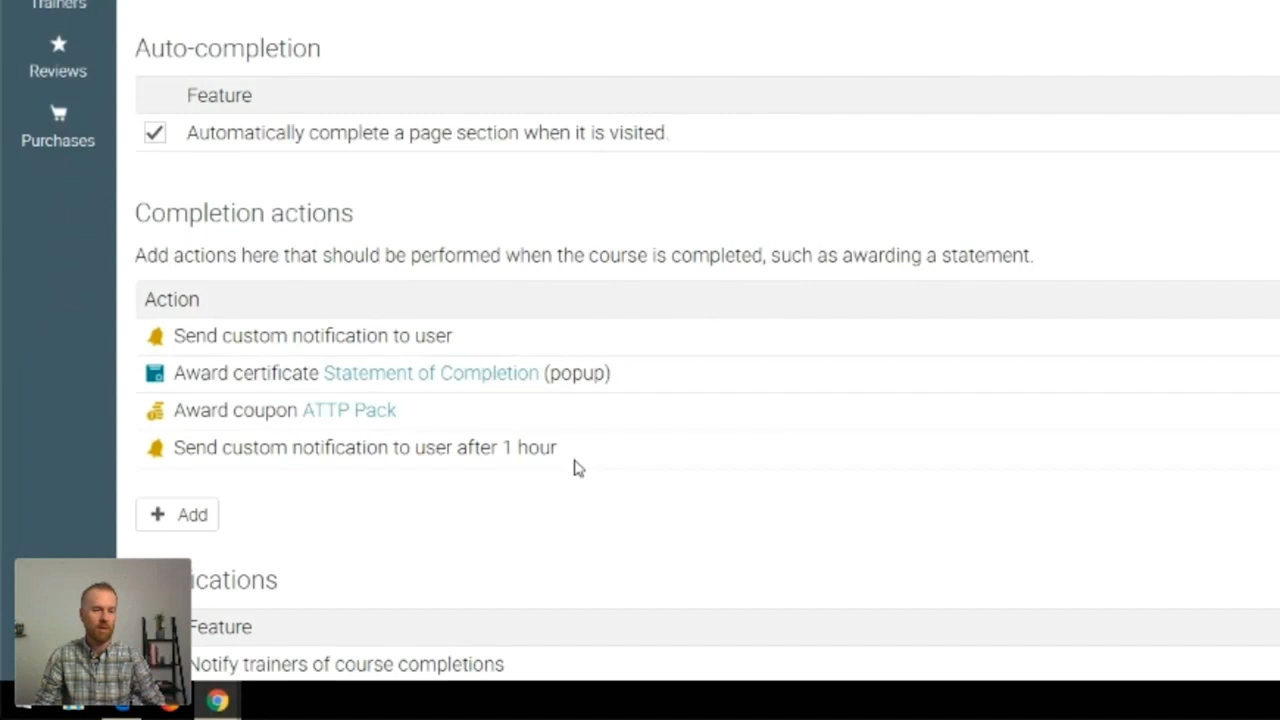 Trainers
Reviews
Purchases
Auto-completion
Feature
Automatically complete a page section when it is visited.
Completion actions
Add actions here that should be performed when the course is completed, such as awarding a statement.
Action
Send custom notification to user
Award certificate Statement of Completion (popup)
Award coupon ATTP Pack
Send custom notification to user after 1 hour
+ Add
ications
Feature
Notify trainers of course completions